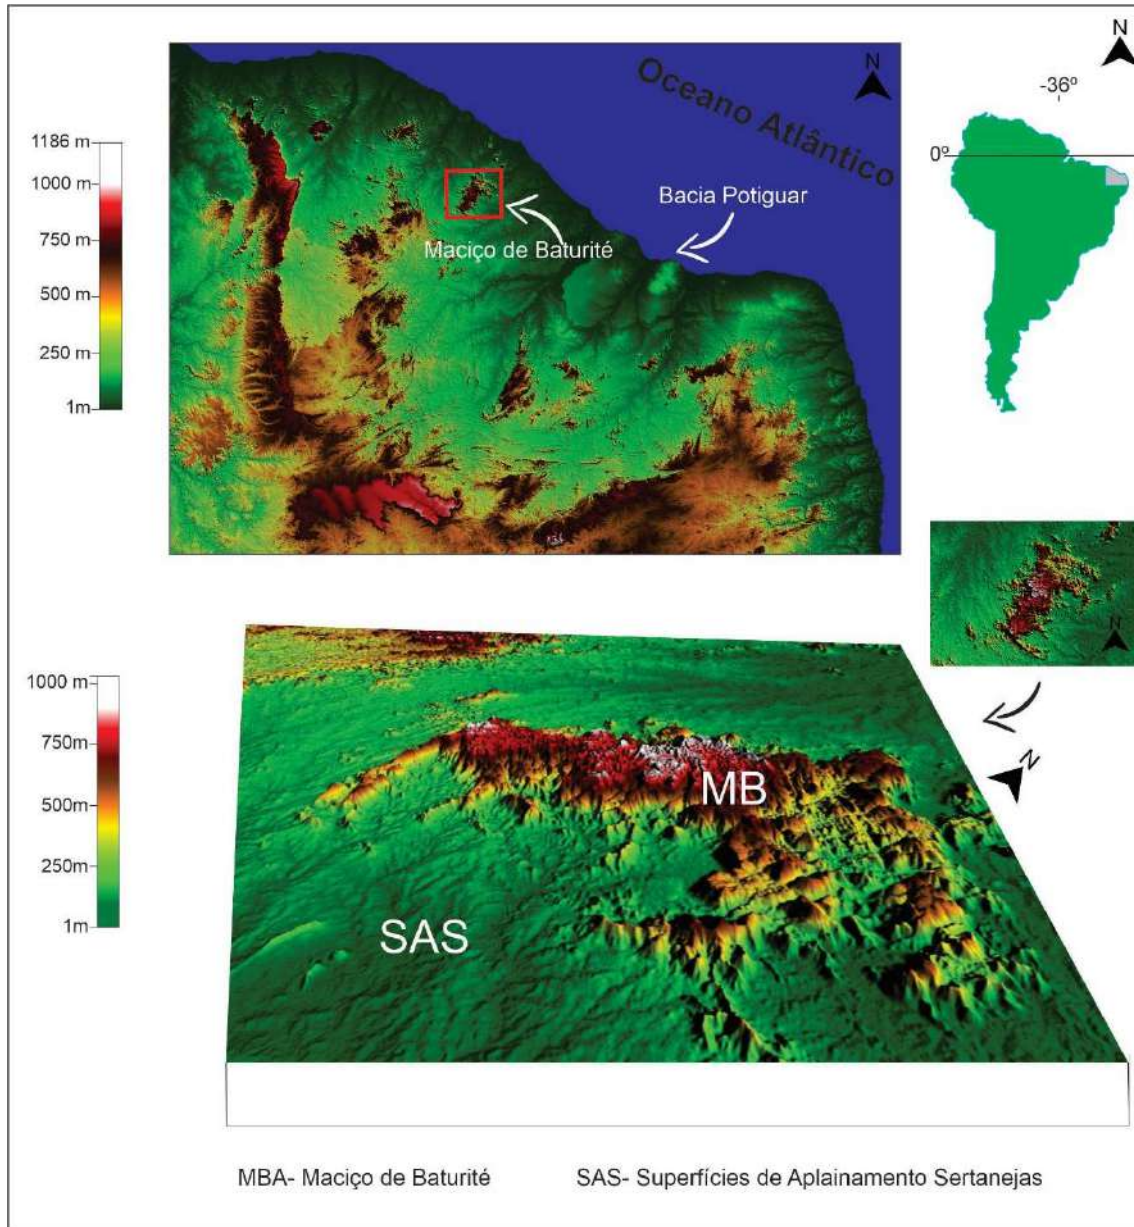 N
N
Oceano Atlântico
-36º
1186 m
1000 m
750 m
500 m
250 m
1m
0º
Bacia Potiguar
Maciço de Baturité
N
1000 m
750m
500m
250m
1m
N
MB
SAS
MBA- Maciço de Baturité
SAS- Superfícies de Aplainamento Sertanejas